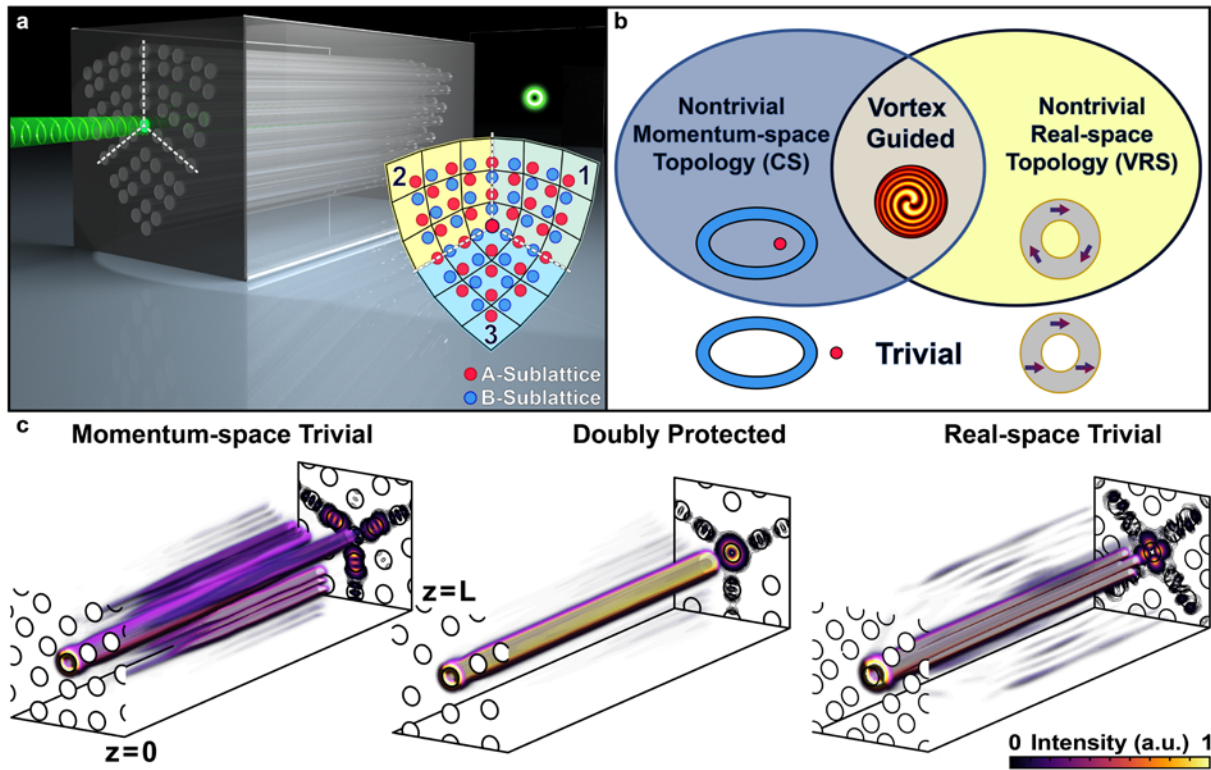 a
2
1
3
A-Sublattice
B-Sublattice
b
Nontrivial
Momentum-space
Topology (CS)
Vortex
Guided
Nontrivial
Real-space
Topology (VRS)
Trivial
c
Momentum-space Trivial
Doubly Protected
Real-space Trivial
z=0
z=L
0 Intensity (a.u.) 1